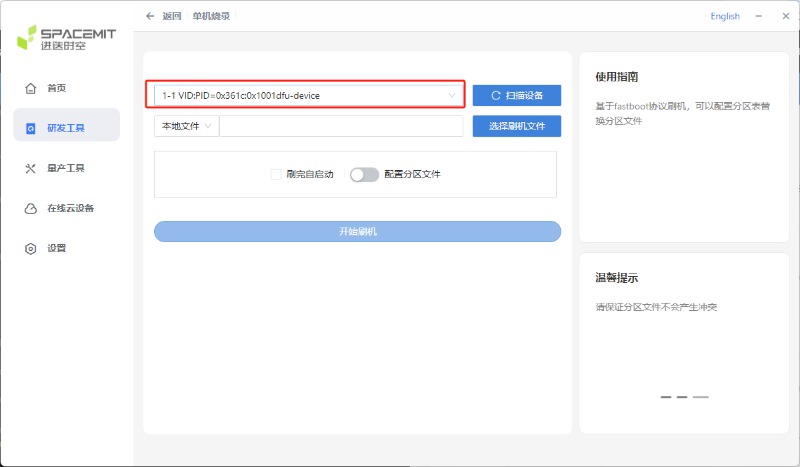 SPACEMIT
进迭时空
首页
研发工具
量产工具
在线云设备
设置
返回 单机烧录
English
1-1 VID:PID=0x361c:0x1001dfu-device
扫描设备
本地文件
选择刷机文件
刷完自启动
配置分区文件
开始刷机
使用指南
基于fastboot协议刷机，可以配置分区表替
换分区文件
温馨提示
请保证分区文件不会产生冲突